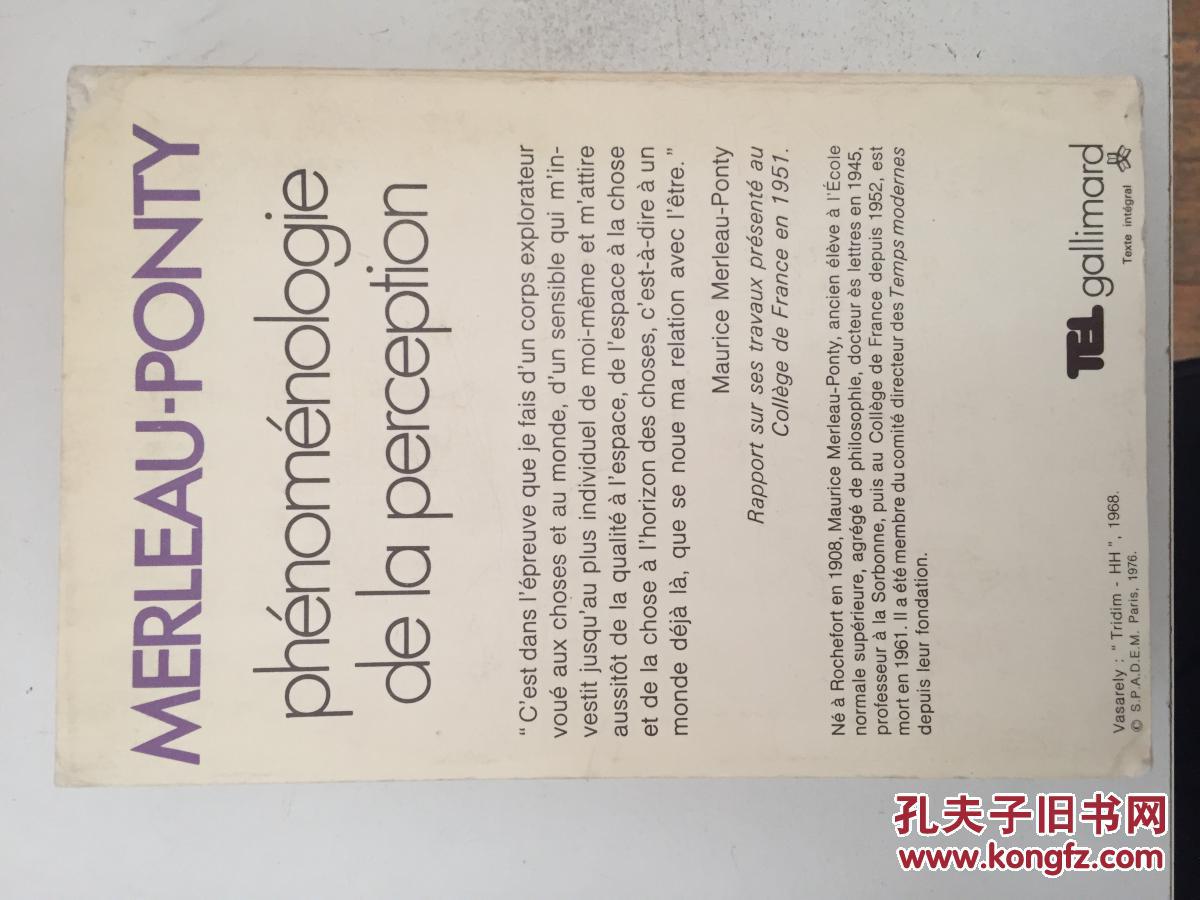 MERLEAU-PONTY
phénoménologie
de la perception
“ C’est dans l’épreuve que je fais d’un corps explorateur
voué aux choses et au monde, d’un sensible qui m’in-
vestit jusqu’au plus individuel de moi-même et m’attire
aussitôt de la qualité à l’espace, de l’espace à la chose
et de la chose à l’horizon des choses, c’est-à-dire à un
monde déjà là, que se noue ma relation avec l’être. ”
Maurice Merleau-Ponty
Rapport sur ses travaux présenté au
Collège de France en 1951.
Né à Rochefort en 1908, Maurice Merleau-Ponty, ancien élève à l’École
normale supérieure, agrégé de philosophie, docteur ès lettres en 1945,
professeur à la Sorbonne, puis au Collège de France depuis 1952, est
mort en 1961. Il a été membre du comité directeur des Temps modernes
depuis leur fondation.
TEL gallimard
Texte intégral
Vasarely : “ Tridim - HH ”, 1968.
© S.P.A.D.E.M. Paris, 1976.
孔夫子旧书网
www.kongfz.com